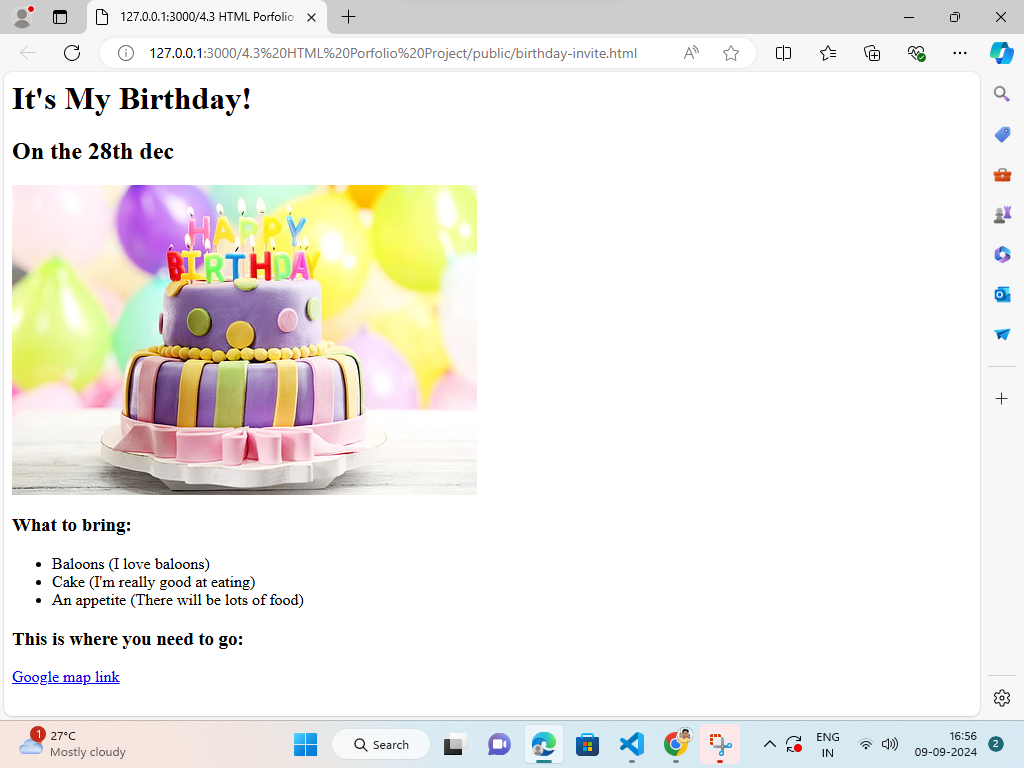 127.0.0.1:3000/4.3 HTML Porfolio
127.0.0.1:3000/4.3%20HTML%20Porfolio%20Project/public/birthday-invite.html
It's My Birthday!
On the 28th dec
HAPPY
BIRTHDAY
What to bring:
Baloons (I love baloons)
Cake (I'm really good at eating)
An appetite (There will be lots of food)
This is where you need to go:
Google map link
1
27°C
Mostly cloudy
Search
ENG
IN
16:56
09-09-2024
2